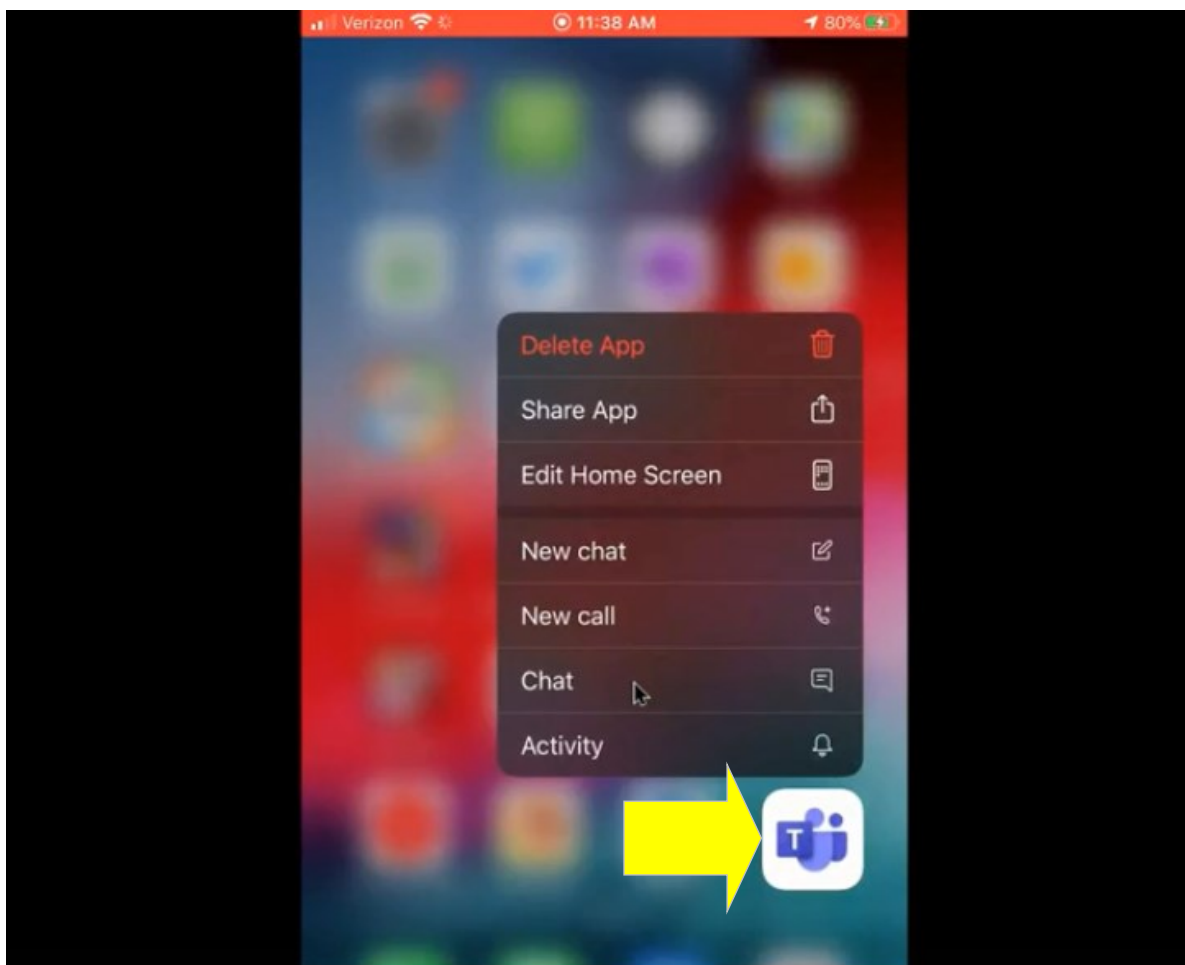 Verizon 11:38 AM 80%
Delete App
Share App
Edit Home Screen
New chat
New call
Chat
Activity
T